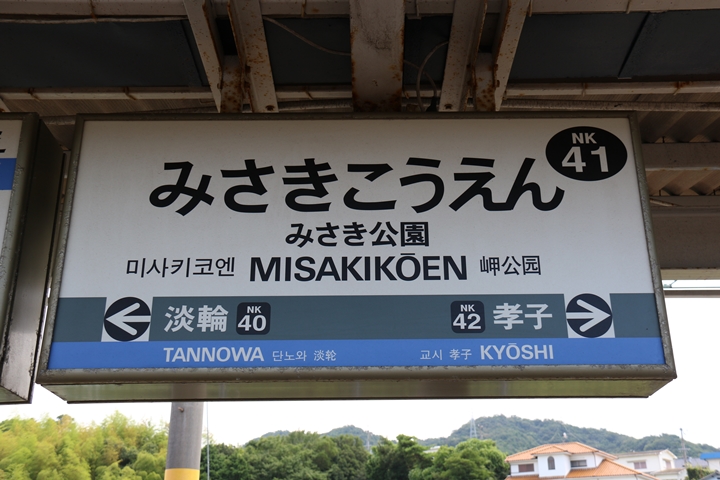 NK
41
みさきこうえん
みさき公園
미사키코엔 MISAKIKŌEN 岬公园
淡輪 NK 40 NK 42 孝子
TANNOWA 단노와 淡轮 교시 孝子 KYŌSHI